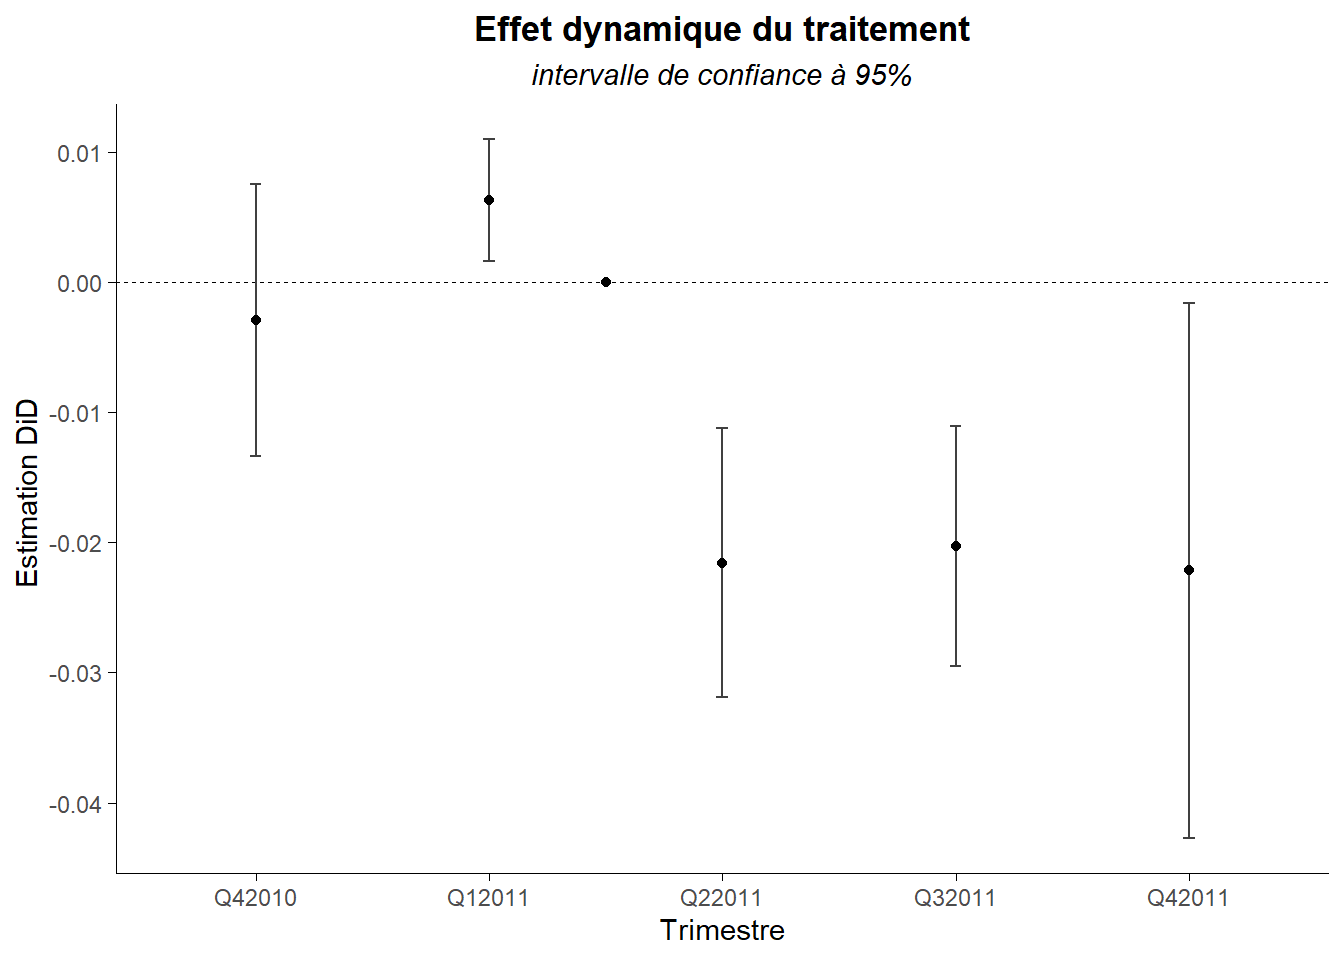 Effet dynamique du traitement
intervalle de confiance à 95%
Estimation DiD
0.01
0.00
-0.01
-0.02
-0.03
-0.04
Q42010 Q12011 Q22011 Q32011 Q42011
Trimestre